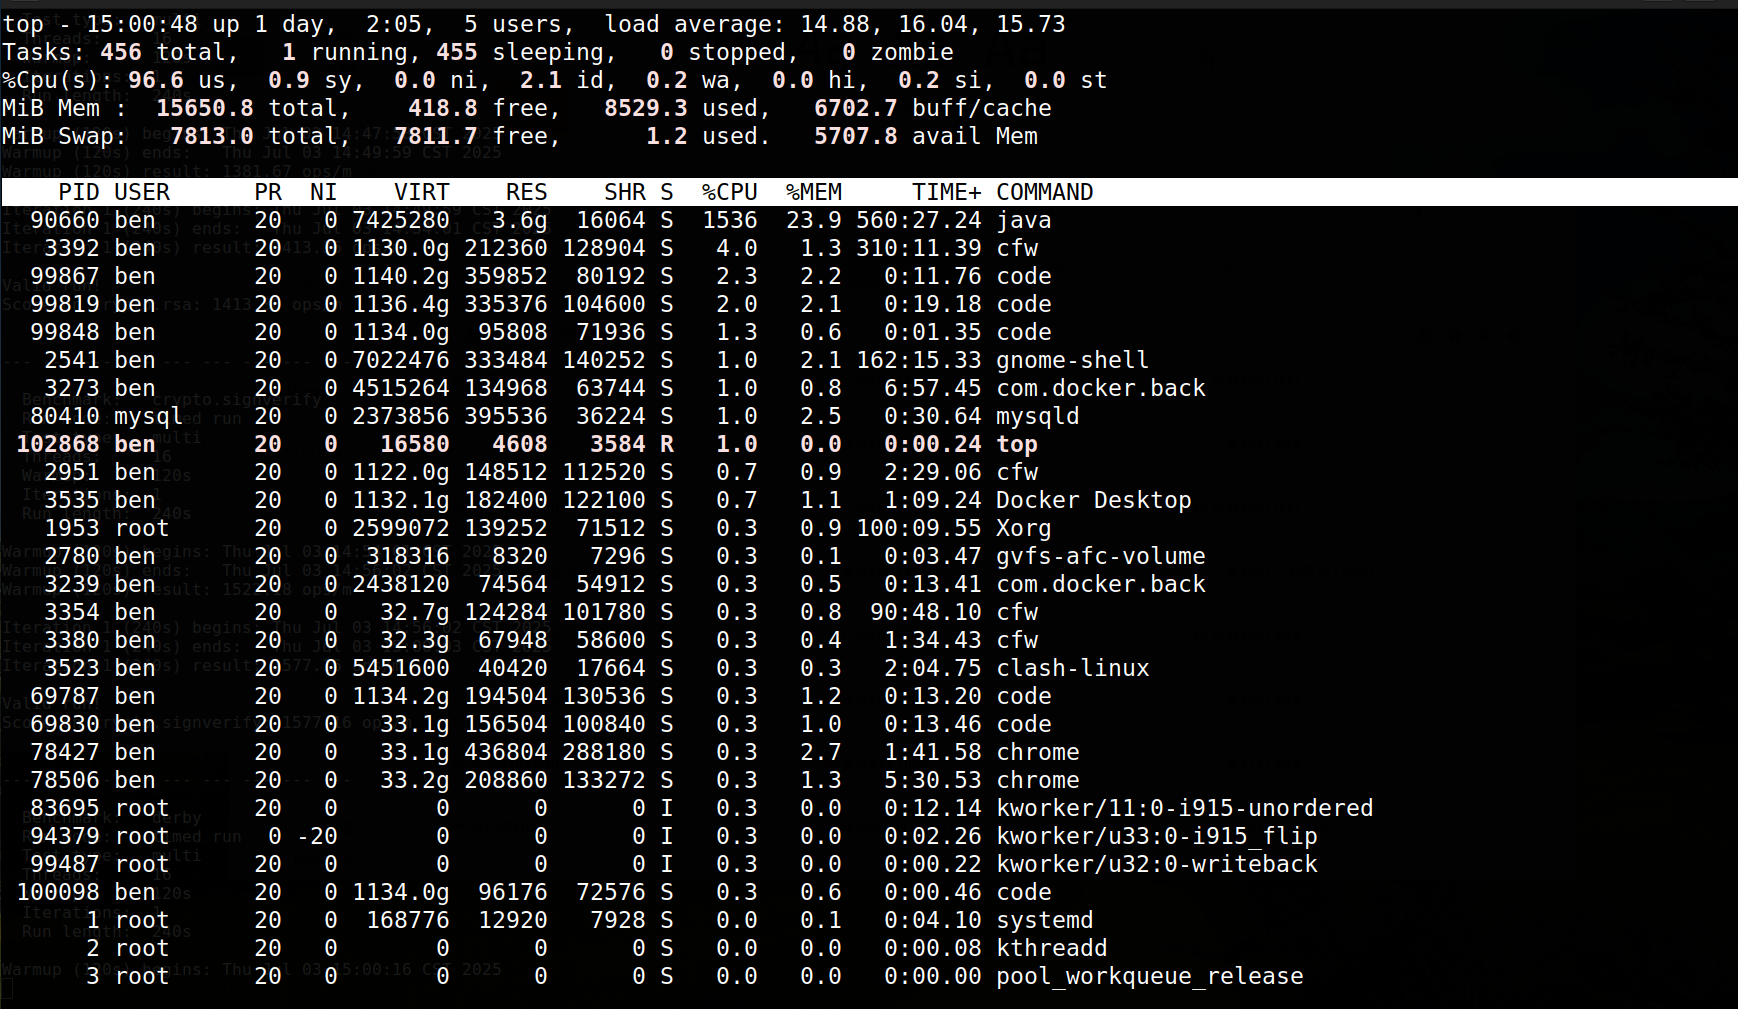 top - 15:00:48 up 1 day,  2:05,  5 users,  load average: 14.88, 16.04, 15.73
Tasks: 456 total,   1 running, 455 sleeping,   0 stopped,   0 zombie
%Cpu(s): 96.6 us,  0.9 sy,  0.0 ni,  2.1 id,  0.2 wa,  0.0 hi,  0.2 si,  0.0 st
MiB Mem :  15650.8 total,    418.8 free,   8529.3 used,   6702.7 buff/cache
MiB Swap:   7813.0 total,   7811.7 free,      1.2 used.   5707.8 avail Mem
PID USER      PR  NI    VIRT    RES    SHR S  %CPU  %MEM     TIME+ COMMAND
90660 ben       20   0 7425280   3.6g  16064 S  1536  23.9 560:27.24 java
3392 ben       20   0 1130.0g 212360 128904 S   4.0   1.3 310:11.39 cfw
99867 ben       20   0 1140.2g 359852  80192 S   2.3   2.2   0:11.76 code
99819 ben       20   0 1136.4g 335376 104600 S   2.0   2.1   0:19.18 code
99848 ben       20   0 1134.0g  95808  71936 S   1.3   0.6   0:01.35 code
2541 ben       20   0 7022476 333484 140252 S   1.0   2.1 162:15.33 gnome-shell
3273 ben       20   0 4515264 134968  63744 S   1.0   0.8   6:57.45 com.docker.back
80410 mysql     20   0 2373856 395536  36224 S   1.0   2.5   0:30.64 mysqld
102868 ben       20   0   16580   4608   3584 R   1.0   0.0   0:00.24 top
2951 ben       20   0 1122.0g 148512 112520 S   0.7   0.9   2:29.06 cfw
3535 ben       20   0 1132.1g 182400 122100 S   0.7   1.1   1:09.24 Docker Desktop
1953 root      20   0 2599072 139252  71512 S   0.3   0.9 100:09.55 Xorg
2780 ben       20   0  318316   8320   7296 S   0.3   0.1   0:03.47 gvfs-afc-volume
3239 ben       20   0 2438120  74564  54912 S   0.3   0.5   0:13.41 com.docker.back
3354 ben       20   0   32.7g 124284 101780 S   0.3   0.8  90:48.10 cfw
3380 ben       20   0   32.3g  67948  58600 S   0.3   0.4   1:34.43 cfw
3523 ben       20   0 5451600  40420  17664 S   0.3   0.3   2:04.75 clash-linux
69787 ben       20   0 1134.2g 194504 130536 S   0.3   1.2   0:13.20 code
69830 ben       20   0   33.1g 156504 100840 S   0.3   1.0   0:13.46 code
78427 ben       20   0   33.1g 436804 288180 S   0.3   2.7   1:41.58 chrome
78506 ben       20   0   33.2g 208860 133272 S   0.3   1.3   5:30.53 chrome
83695 root      20   0       0      0      0 I   0.3   0.0   0:12.14 kworker/11:0-i915-unordered
94379 root       0 -20       0      0      0 I   0.3   0.0   0:02.26 kworker/u33:0-i915_flip
99487 root      20   0       0      0      0 I   0.3   0.0   0:00.22 kworker/u32:0-writeback
100098 ben       20   0 1134.0g  96176  72576 S   0.3   0.6   0:00.46 code
1 root      20   0  168776  12920   7928 S   0.0   0.1   0:04.10 systemd
2 root      20   0       0      0      0 S   0.0   0.0   0:00.08 kthreadd
3 root      20   0       0      0      0 S   0.0   0.0   0:00.00 pool_workqueue_release